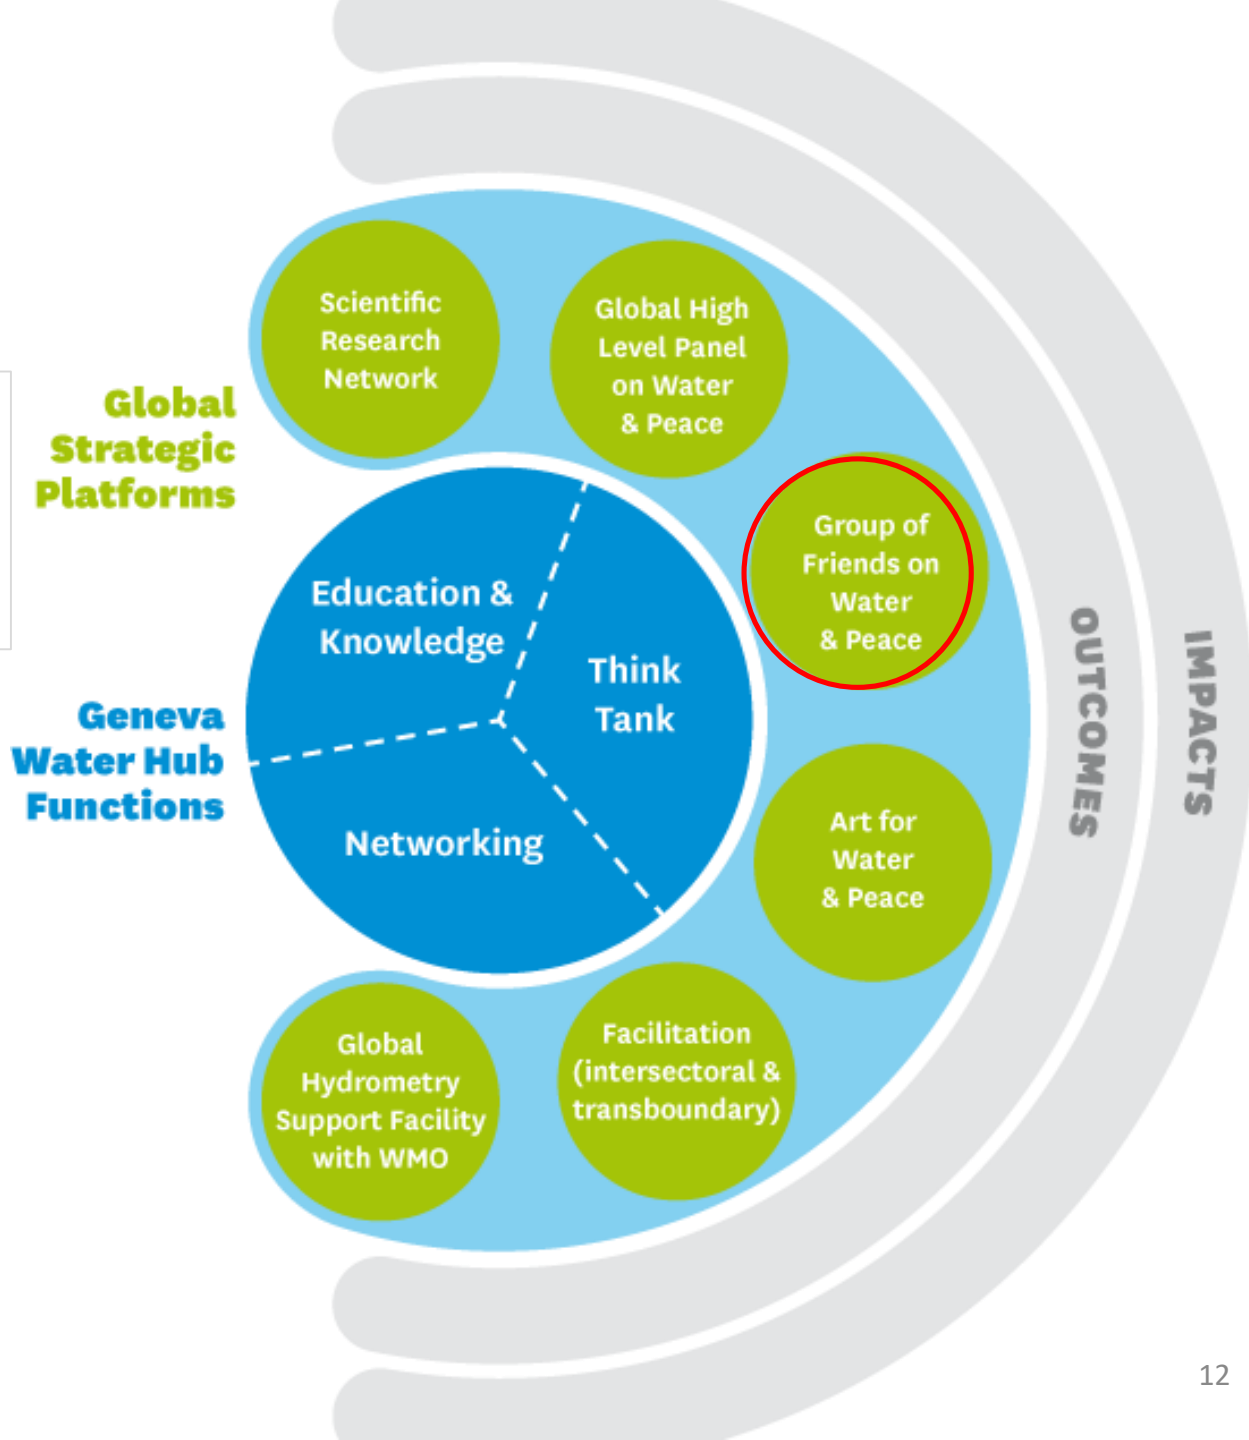 Scientific
Research
Network
Global High
Level Panel
on Water
& Peace
Global
Strategic
Platforms
Group of
Friends on
Water
& Peace
Education &
Knowledge
Think
Tank
Networking
Geneva
Water Hub
Functions
OUTCOMES
IMPACTS
Art for
Water
& Peace
Facilitation
(intersectoral &
transboundary)
Global
Hydrometry
Support Facility
with WMO
12